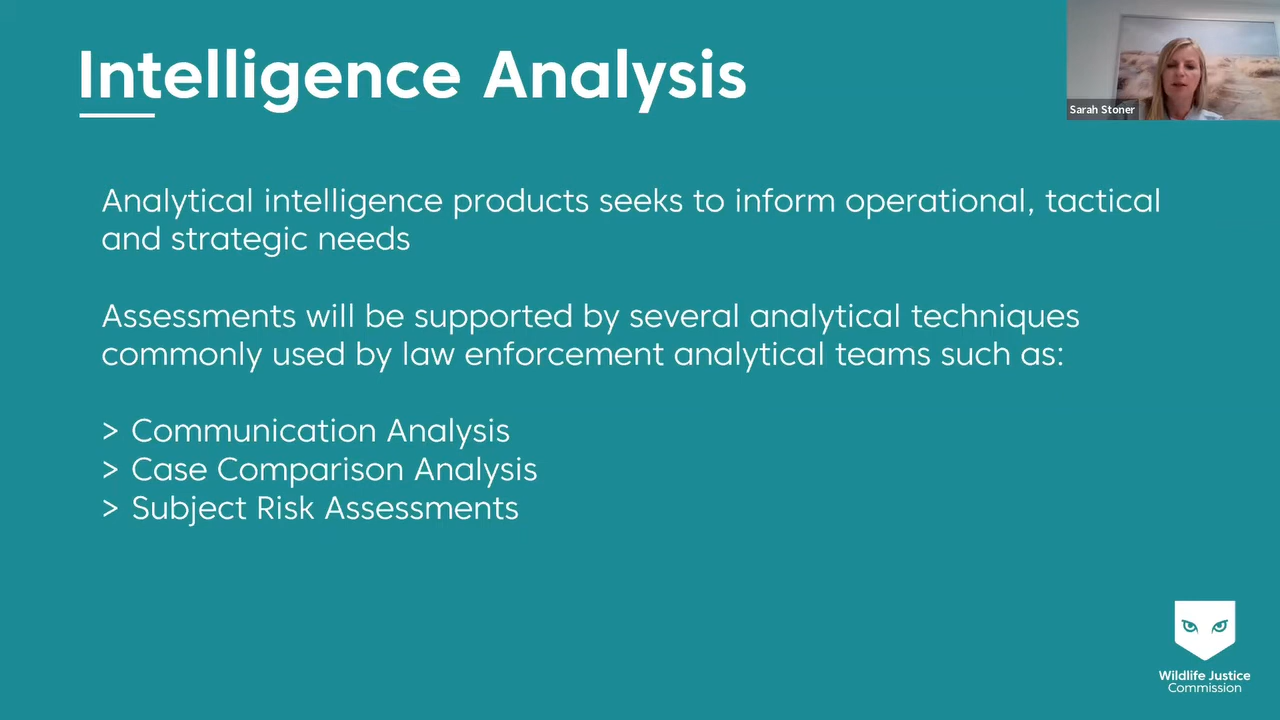 Intelligence Analysis
Sarah Stoner
Analytical intelligence products seeks to inform operational, tactical
and strategic needs
Assessments will be supported by several analytical techniques
commonly used by law enforcement analytical teams such as:
> Communication Analysis
> Case Comparison Analysis
> Subject Risk Assessments
Wildlife Justice
Commission